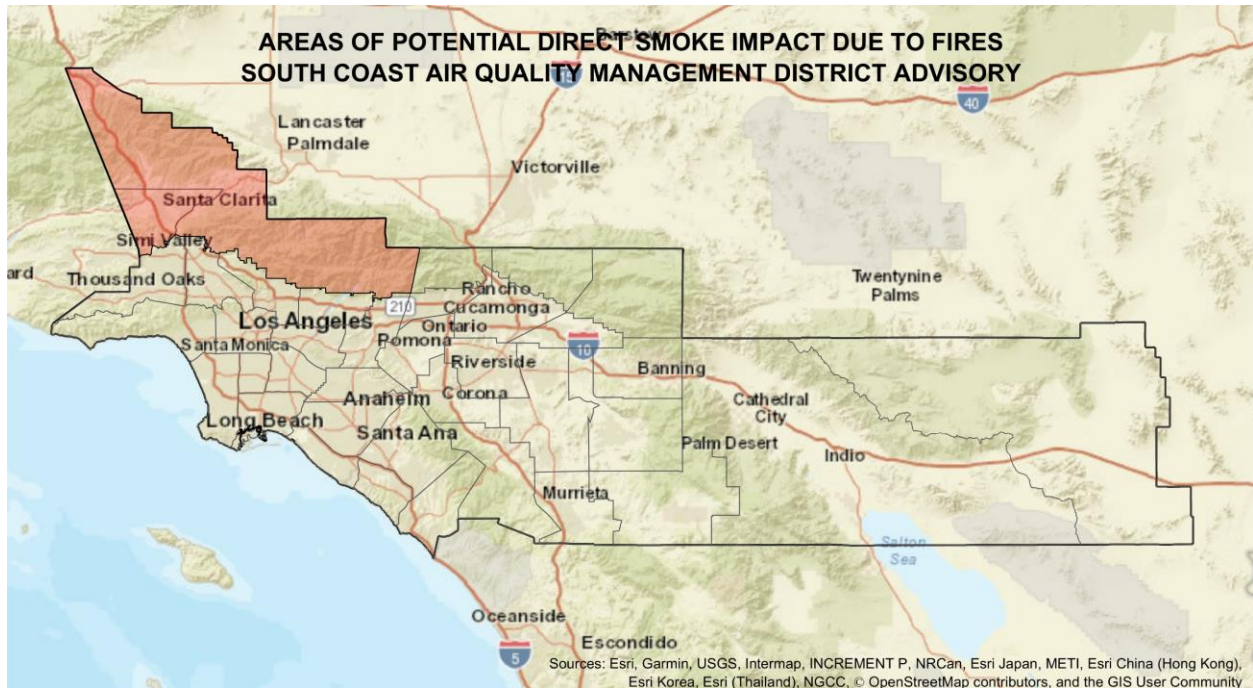 AREAS OF POTENTIAL DIRECT SMOKE IMPACT DUE TO FIRES
SOUTH COAST AIR QUALITY MANAGEMENT DISTRICT ADVISORY
Barstow
15
40
Lancaster
Palmdale
Victorville
Santa Clarita
Simi Valley
ard
Thousand Oaks
Twentynine
Palms
210
Rancho
Cucamonga
Los Angeles
Ontario
Santa Monica
Pomona
10
Riverside
Banning
Anaheim
Corona
Cathedral
City
Long Beach
Santa Ana
Palm Desert
Indio
Murrieta
Salton
Sea
Oceanside
Escondido
5
Sources: Esri, Garmin, USGS, Intermap, INCREMENT P, NRCan, Esri Japan, METI, Esri China (Hong Kong),
Esri Korea, Esri (Thailand), NGCC, © OpenStreetMap contributors, and the GIS User Community